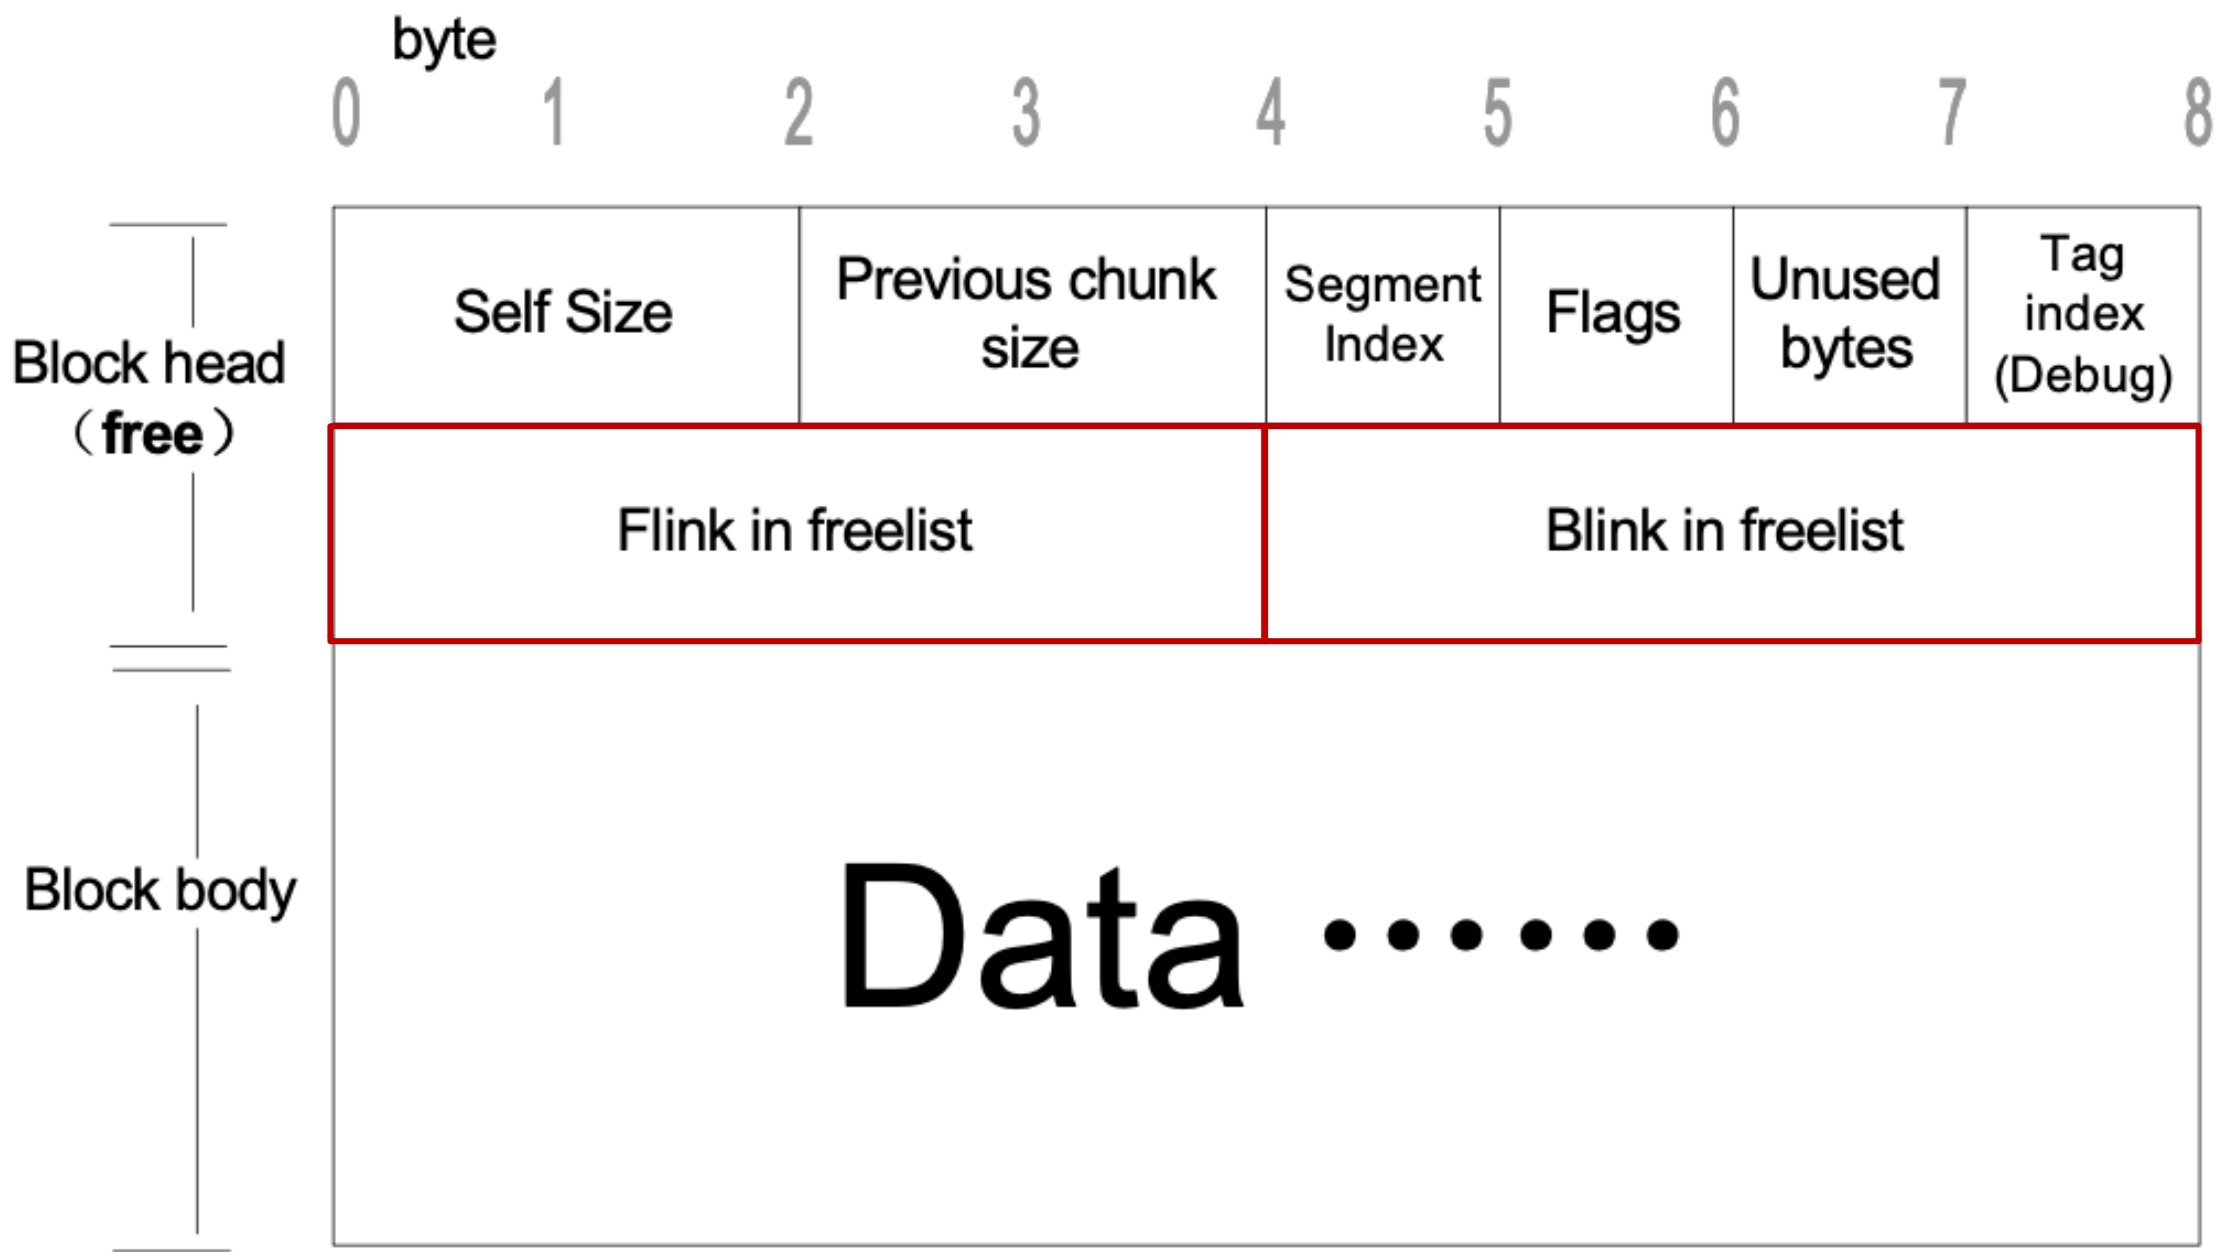 byte
0 1 2 3 4 5 6 7 8
Self Size
Previous chunk
size
Segment
Index
Flags
Unused
bytes
Tag
index
(Debug)
Block head
（free）
Flink in freelist
Blink in freelist
Block body
Data ······